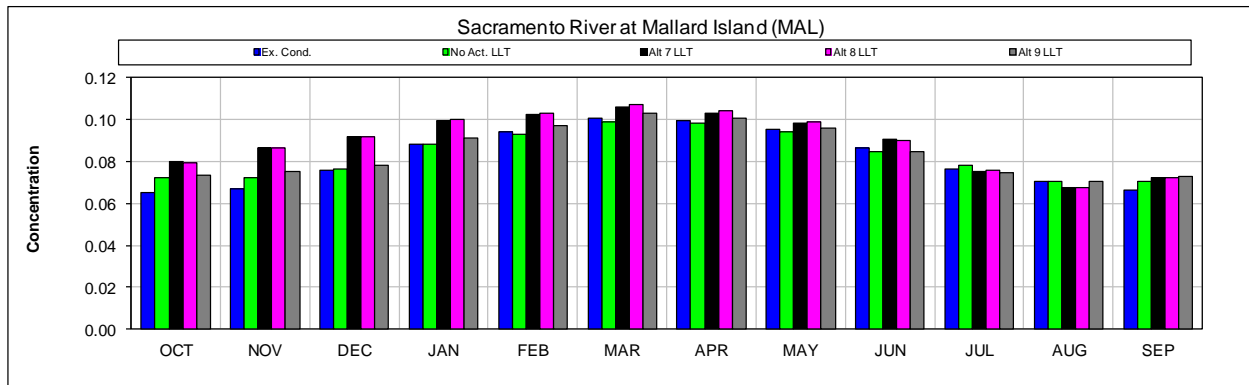 Sacramento River at Mallard Island (MAL)
Ex. Cond. No Act. LLT Alt 7 LLT Alt 8 LLT Alt 9 LLT
Concentration
0.12
0.10
0.08
0.06
0.04
0.02
0.00
OCT NOV DEC JAN FEB MAR APR MAY JUN JUL AUG SEP